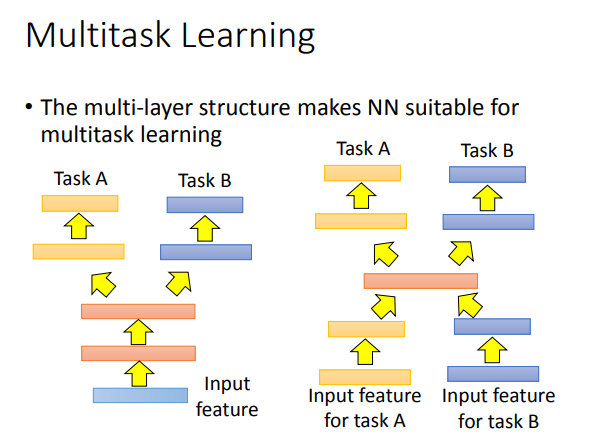 Multitask Learning
• The multi-layer structure makes NN suitable for
multitask learning
Task A
Task B
Input
feature
Task A
Task B
Input feature
for task A
Input feature
for task B